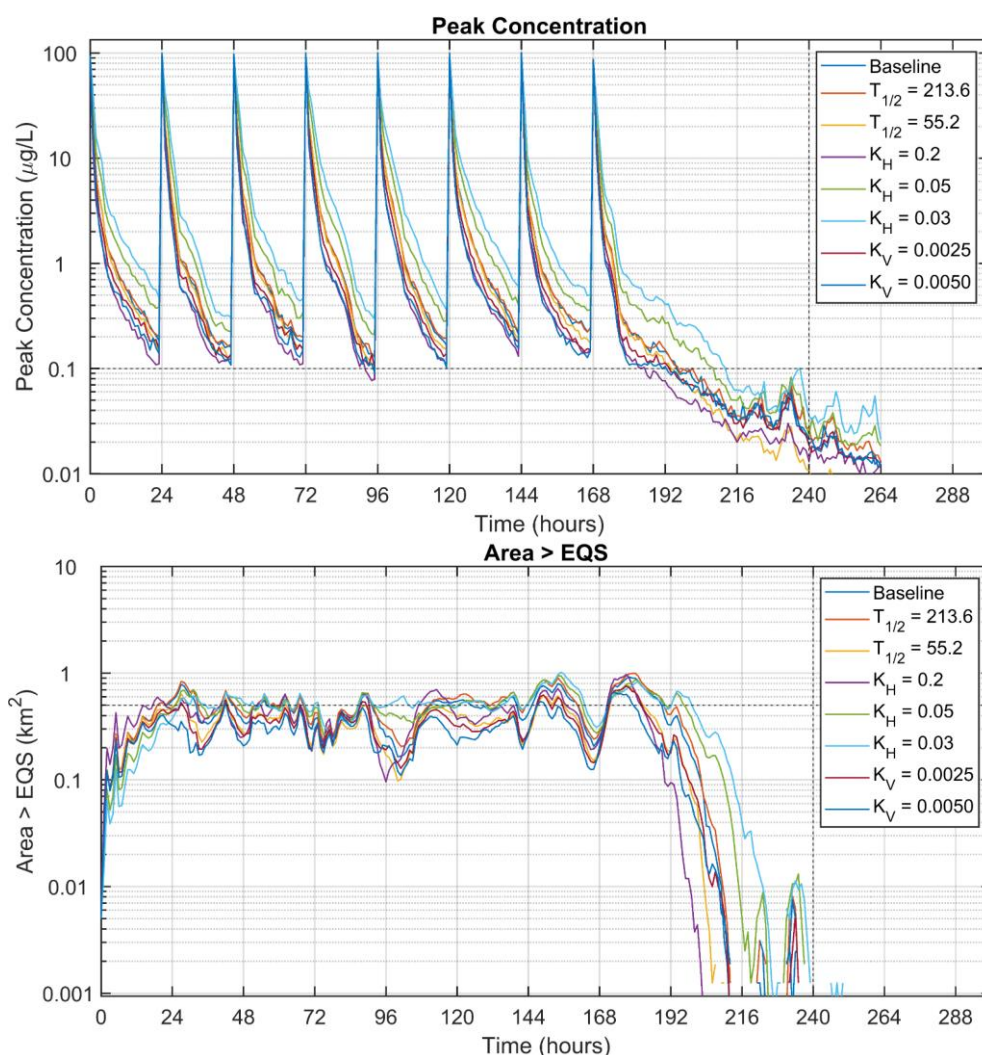 Peak Concentration
Peak Concentration (µg/L)
100
10
1
0.1
0.01
0 24 48 72 96 120 144 168 192 216 240 264 288
Time (hours)
Baseline
T1/2 = 213.6
T1/2 = 55.2
KH = 0.2
KH = 0.05
KH = 0.03
KV = 0.0025
KV = 0.0050
Area > EQS
Area > EQS (km²)
10
1
0.1
0.01
0.001
0 24 48 72 96 120 144 168 192 216 240 264 288
Time (hours)
Baseline
T1/2 = 213.6
T1/2 = 55.2
KH = 0.2
KH = 0.05
KH = 0.03
KV = 0.0025
KV = 0.0050